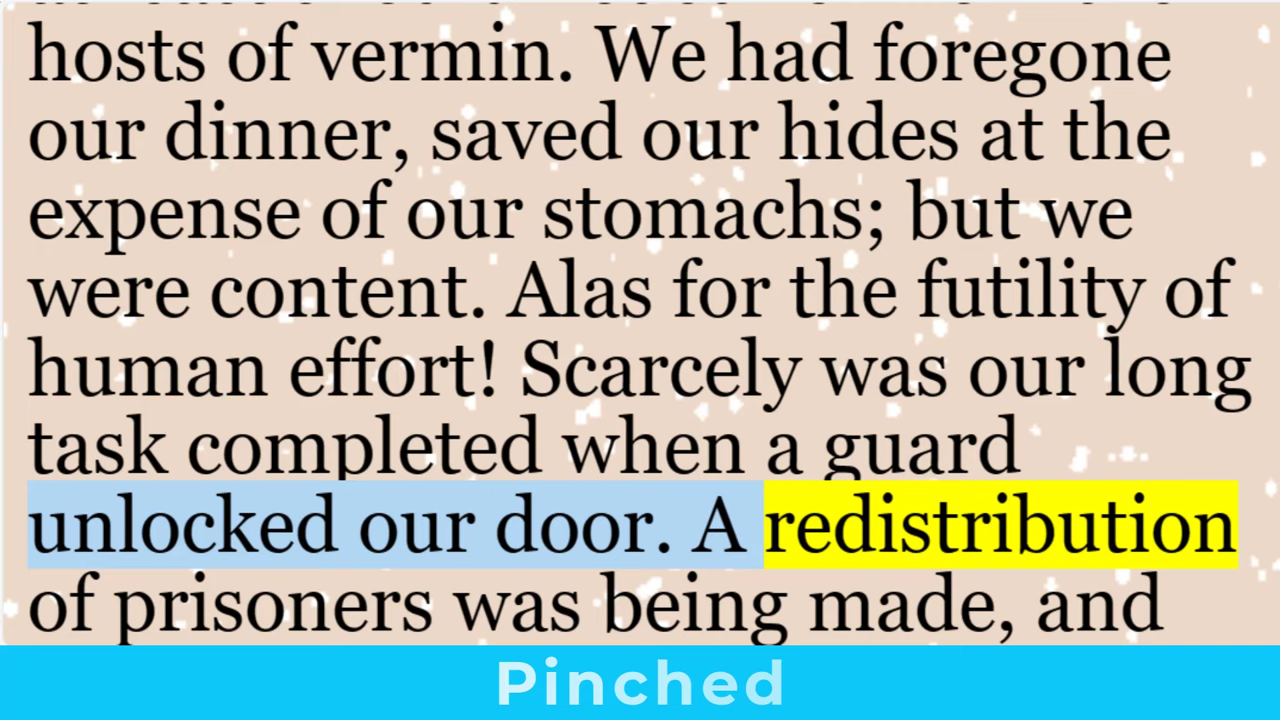 hosts of vermin. We had foregone
our dinner, saved our hides at the
expense of our stomachs; but we
were content. Alas for the futility of
human effort! Scarcely was our long
task completed when a guard
unlocked our door. A redistribution
of prisoners was being made, and
Pinched